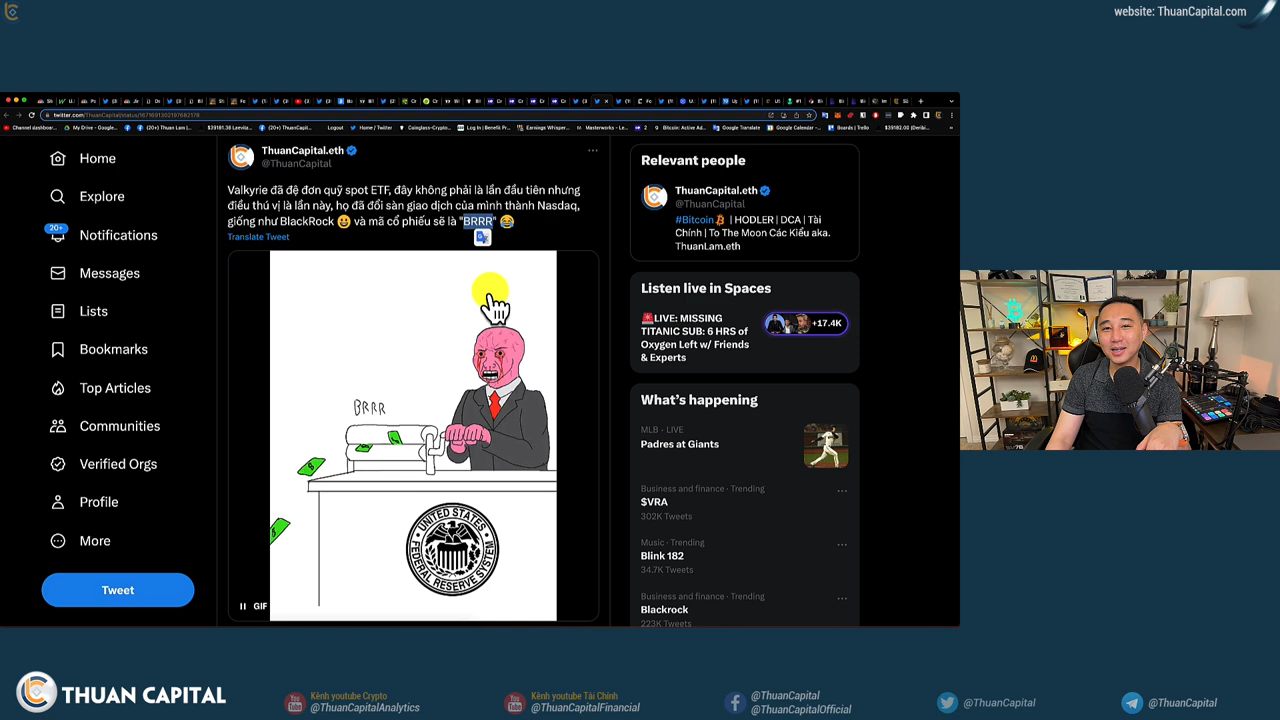 website: ThuanCapital.com
twitter.com/ThuanCapital/status/1671691302197682178
Home
Explore
20+
Notifications
Messages
Lists
Bookmarks
Top Articles
Communities
Verified Orgs
Profile
More
Tweet
ThuanCapital.eth
@ThuanCapital
Valkyrie đã đệ đơn quỹ spot ETF, đây không phải là lần đầu tiên nhưng
điều thú vị là lần này, họ đã đổi sàn giao dịch của mình thành Nasdaq,
giống như BlackRock 😀 và mã cổ phiếu sẽ là "BRRR" 😂
Translate Tweet
BRRR
UNITED STATES
FEDERAL RESERVE SYSTEM
GIF
Relevant people
ThuanCapital.eth
@ThuanCapital
#Bitcoin | HODLER | DCA | Tài
Chính | To The Moon Các Kiểu aka.
ThuanLam.eth
Listen live in Spaces
🚨LIVE: MISSING
TITANIC SUB: 6 HRS of
Oxygen Left w/ Friends
& Experts
+17.4K
What's happening
MLB · LIVE
Padres at Giants
Business and finance · Trending
$VRA
302K Tweets
Music · Trending
Blink 182
34.7K Tweets
Business and finance · Trending
Blackrock
223K Tweets
THUAN CAPITAL
Kênh youtube Crypto
@ThuanCapitalAnalytics
Kênh youtube Tài Chính
@ThuanCapitalFinancial
@ThuanCapital
@ThuanCapitalOfficial
@ThuanCapital
@ThuanCapital